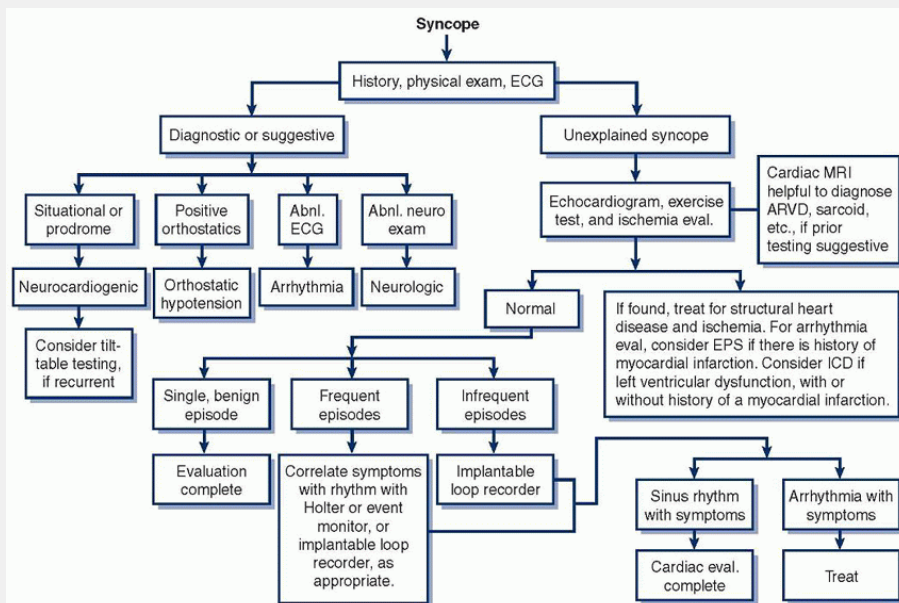 Syncope
History, physical exam, ECG
Diagnostic or suggestive
Unexplained syncope
Situational or
prodrome
Positive
orthostatics
Abnl.
ECG
Abnl. neuro
exam
Echocardiogram, exercise
test, and ischemia eval.
Cardiac MRI
helpful to diagnose
ARVD, sarcoid,
etc., if prior
testing suggestive
Neurocardiogenic
Orthostatic
hypotension
Arrhythmia
Neurologic
Consider tilt-
table testing,
if recurrent
Normal
If found, treat for structural heart
disease and ischemia. For arrhythmia
eval, consider EPS if there is history of
myocardial infarction. Consider ICD if
left ventricular dysfunction, with or
without history of a myocardial infarction.
Single, benign
episode
Frequent
episodes
Infrequent
episodes
Evaluation
complete
Correlate symptoms
with rhythm with
Holter or event
monitor, or
implantable loop
recorder, as
appropriate.
Implantable
loop recorder
Sinus rhythm
with symptoms
Arrhythmia with
symptoms
Cardiac eval.
complete
Treat